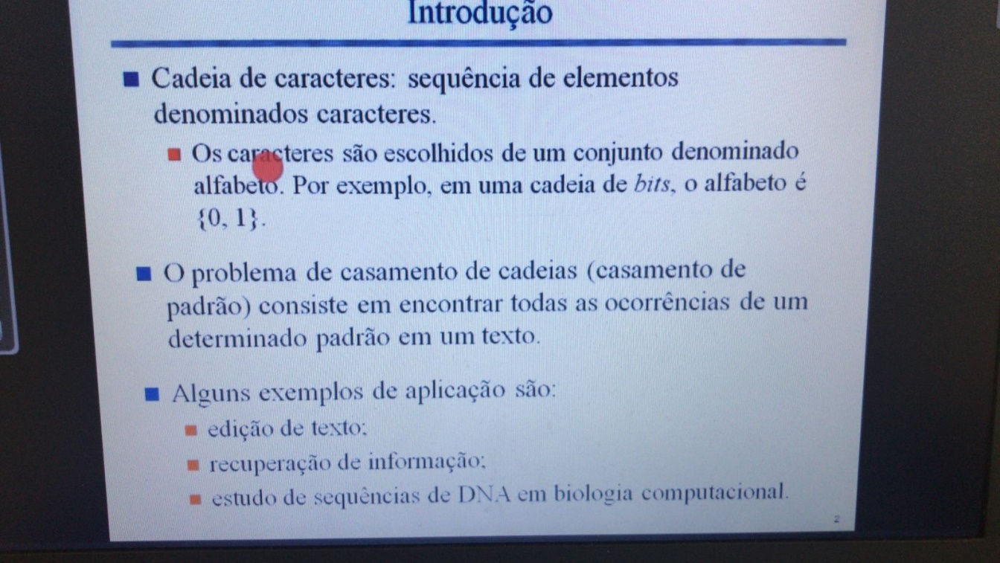 Introdução
Cadeia de caracteres: sequência de elementos
denominados caracteres.
Os caracteres são escolhidos de um conjunto denominado
alfabeto. Por exemplo, em uma cadeia de bits, o alfabeto é
{0, 1}.
O problema de casamento de cadeias (casamento de
padrão) consiste em encontrar todas as ocorrências de um
determinado padrão em um texto.
Alguns exemplos de aplicação são:
edição de texto;
recuperação de informação;
estudo de sequências de DNA em biologia computacional.
2